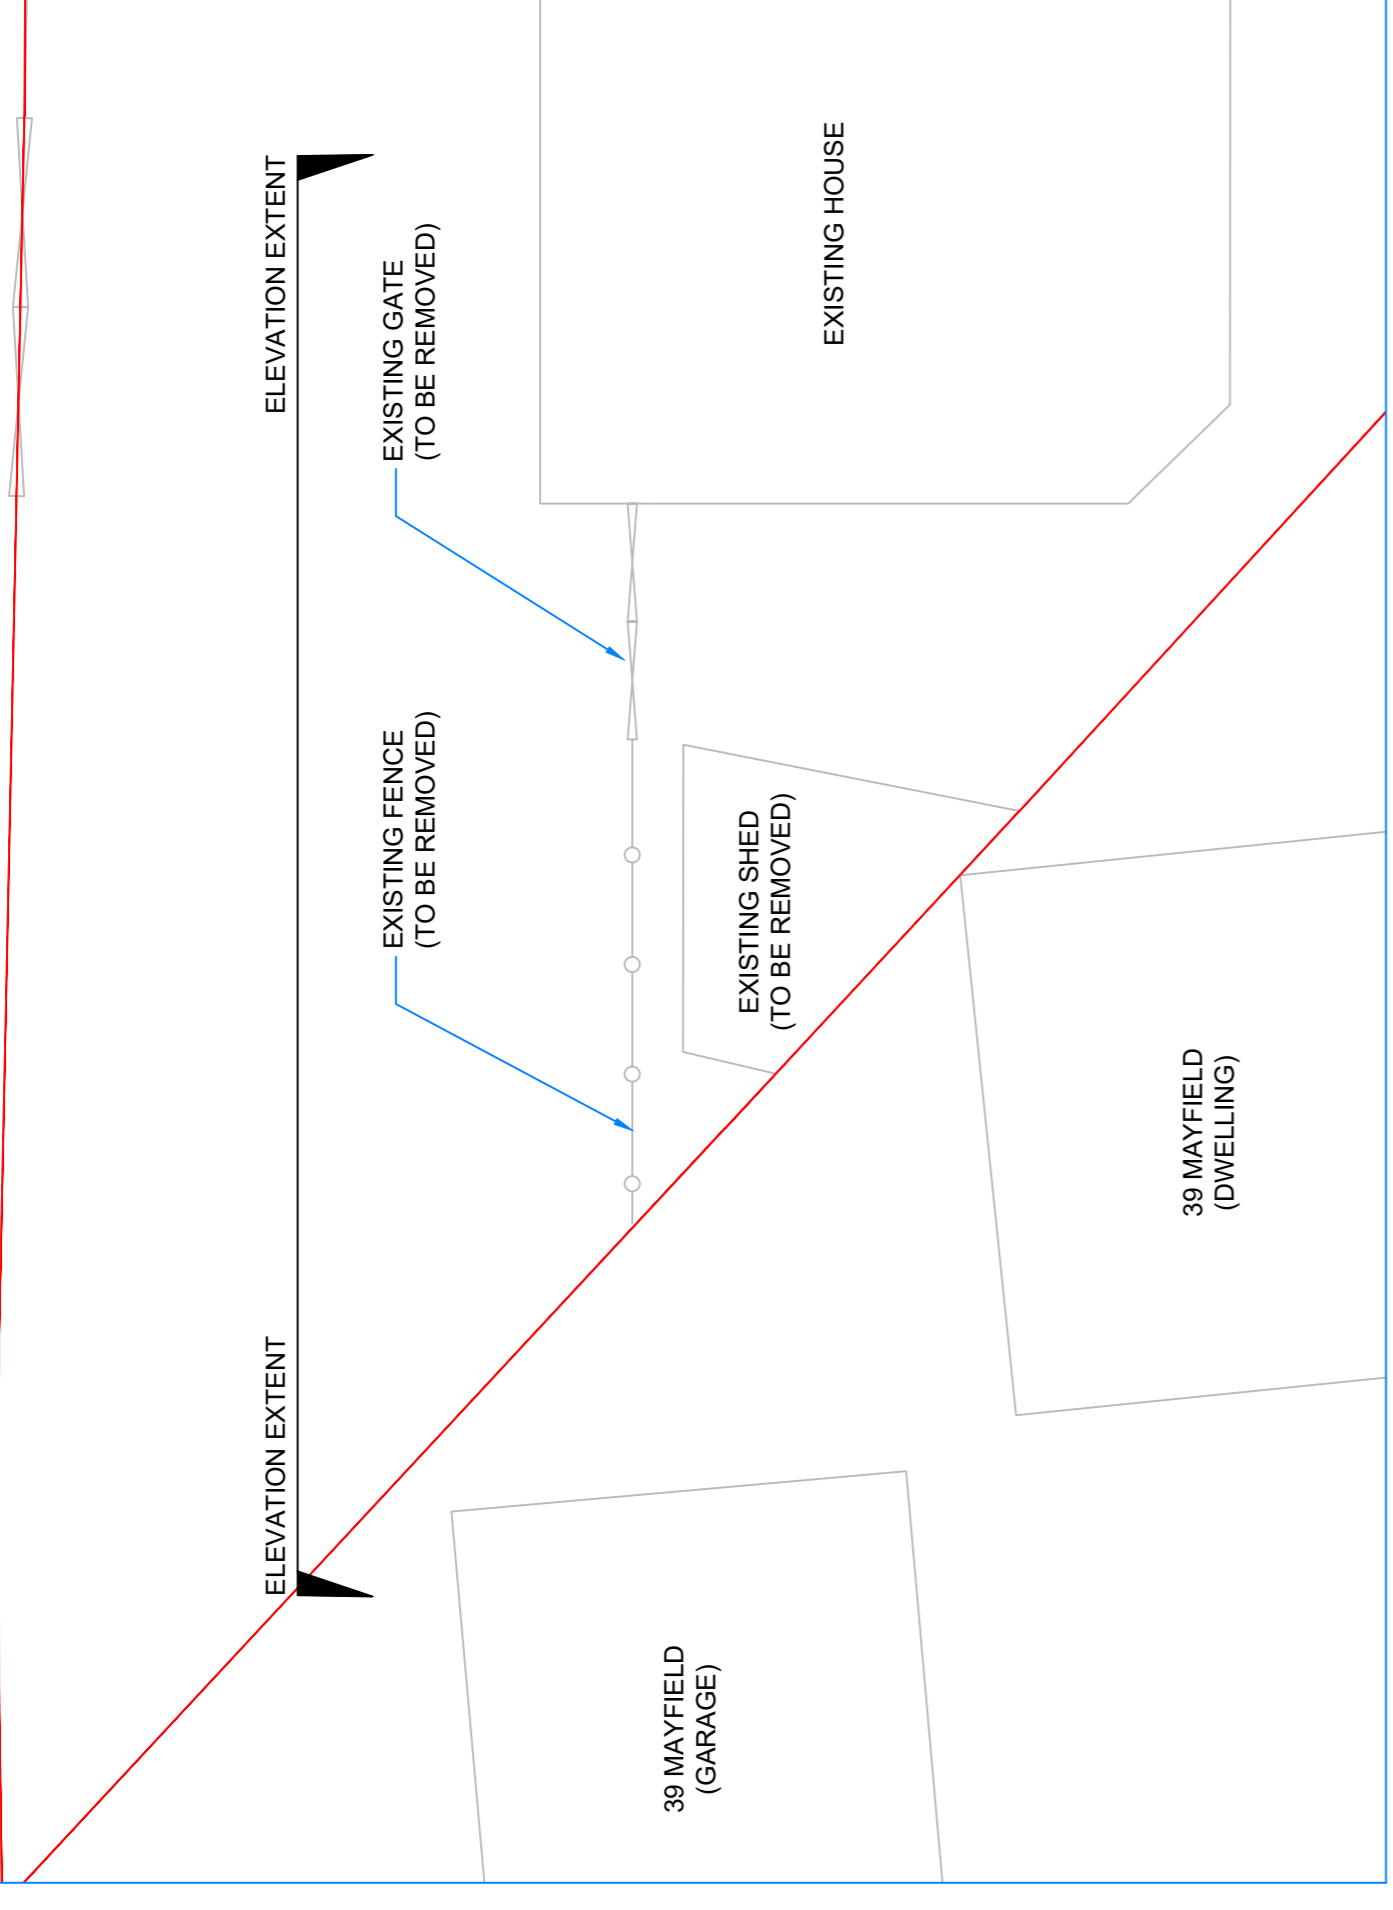 ELEVATION EXTENT
ELEVATION EXTENT
EXISTING FENCE
(TO BE REMOVED)
EXISTING GATE
(TO BE REMOVED)
39 MAYFIELD
(GARAGE)
EXISTING SHED
(TO BE REMOVED)
EXISTING HOUSE
39 MAYFIELD
(DWELLING)